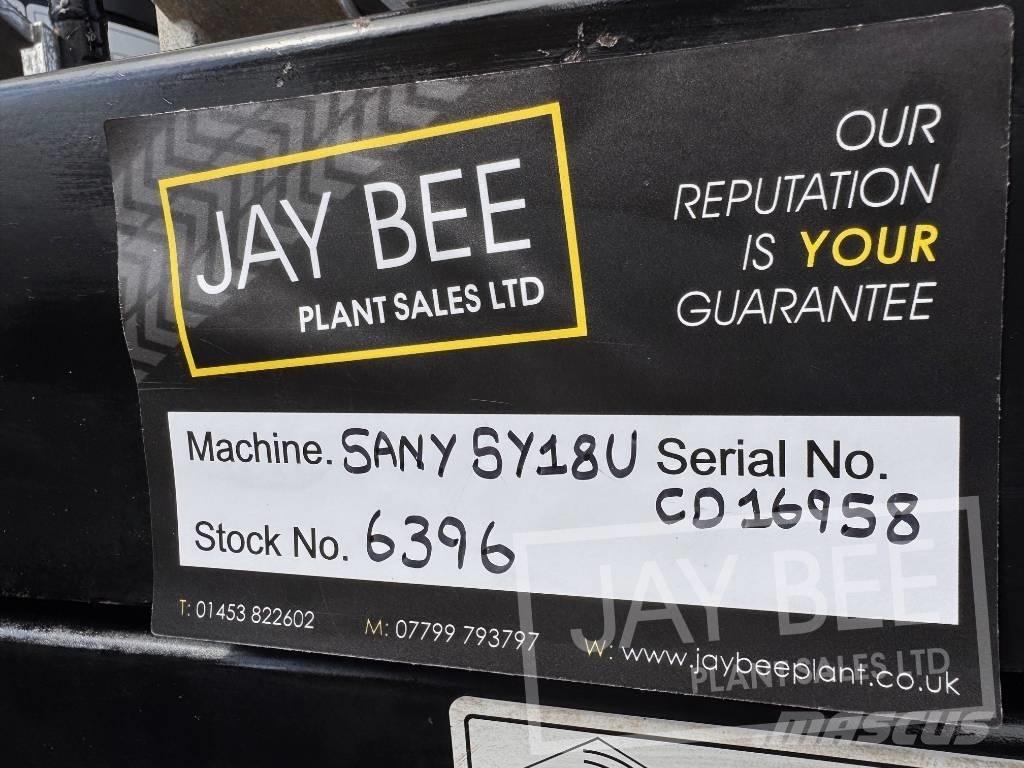 JAY BEE
PLANT SALES LTD
OUR
REPUTATION
IS YOUR
GUARANTEE
Machine. SANY SY18U Serial No.
CD16958
Stock No. 6396
T: 01453 822602 M: 07799 793797 W: www.jaybeeplant.co.uk
JAY BEE
PLANT SALES LTD
MASCUS